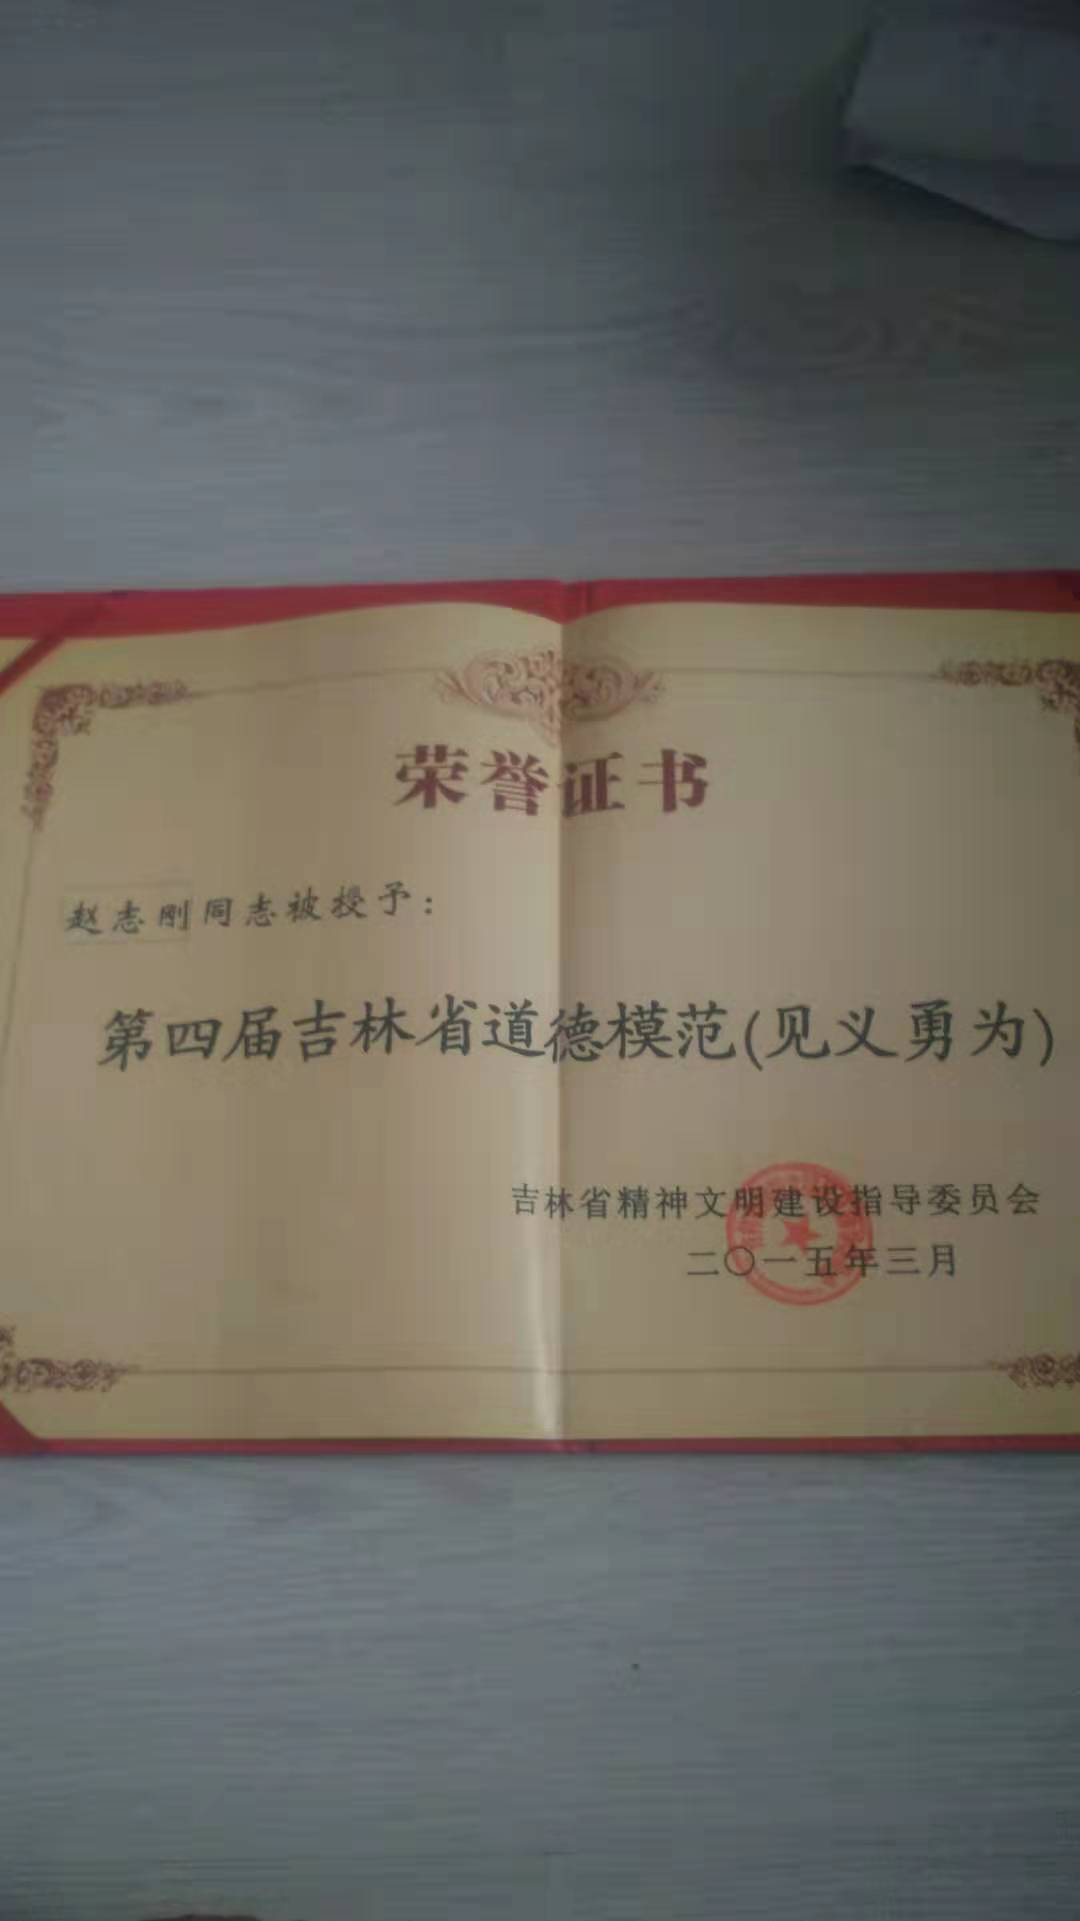 荣誉证书
赵志刚同志被授予：
第四届吉林省道德模范(见义勇为)
吉林省精神文明建设指导委员会
二〇一五年三月